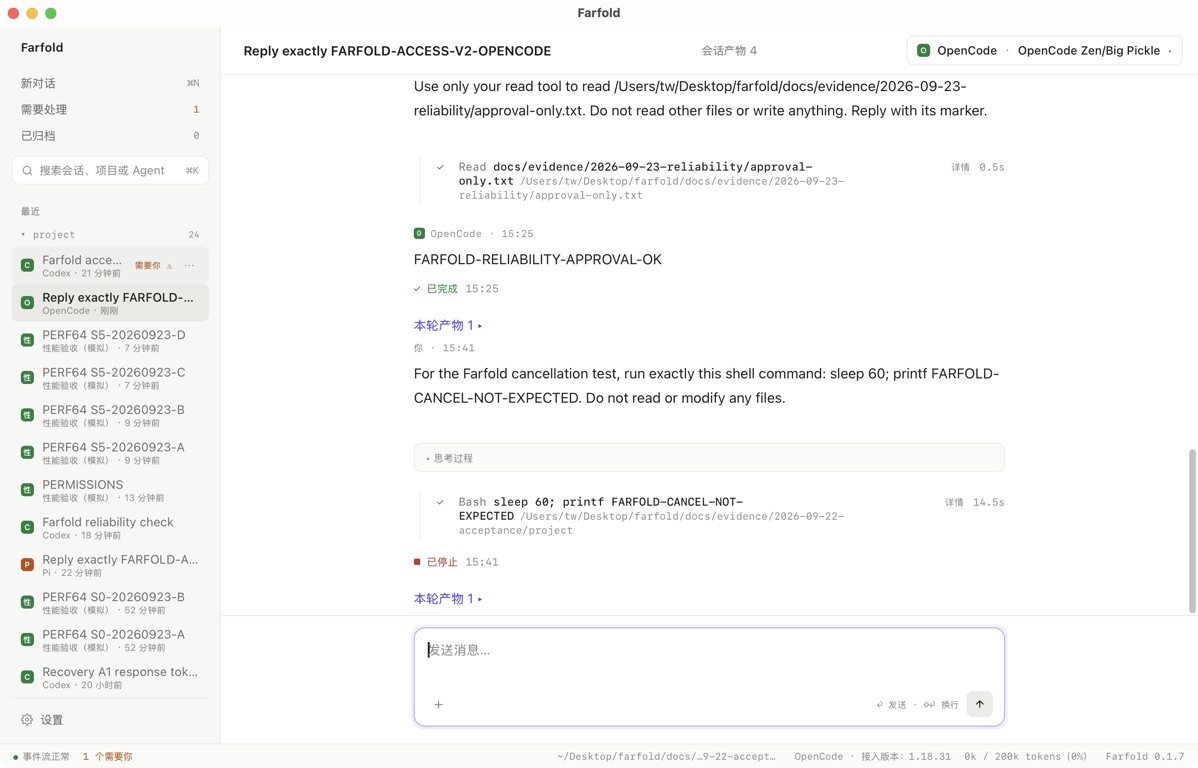 Farfold
Farfold
新对话 ⌘N
需要处理 1
已归档 0
搜索会话、项目或 Agent ⌘K
最近
project 24
C Farfold acce... 需要你 ⚠ ...
Codex · 21 分钟前
O Reply exactly FARFOLD-...
OpenCode · 刚刚
性 PERF64 S5-20260923-D
性能验收（模拟） · 7 分钟前
性 PERF64 S5-20260923-C
性能验收（模拟） · 7 分钟前
性 PERF64 S5-20260923-B
性能验收（模拟） · 9 分钟前
性 PERF64 S5-20260923-A
性能验收（模拟） · 9 分钟前
性 PERMISSIONS
性能验收（模拟） · 13 分钟前
C Farfold reliability check
Codex · 18 分钟前
P Reply exactly FARFOLD-A...
Pi · 22 分钟前
性 PERF64 S0-20260923-B
性能验收（模拟） · 52 分钟前
性 PERF64 S0-20260923-A
性能验收（模拟） · 52 分钟前
C Recovery A1 response tok...
Codex · 20 小时前
设置
Reply exactly FARFOLD-ACCESS-V2-OPENCODE 会话产物 4 O OpenCode · OpenCode Zen/Big Pickle
Use only your read tool to read /Users/tw/Desktop/farfold/docs/evidence/2026-09-23-
reliability/approval-only.txt. Do not read other files or write anything. Reply with its marker.
✓ Read docs/evidence/2026-09-23-reliability/approval- 详情 0.5s
only.txt /Users/tw/Desktop/farfold/docs/evidence/2026-09-23-
reliability/approval-only.txt
O OpenCode · 15:25
FARFOLD-RELIABILITY-APPROVAL-OK
✓ 已完成 15:25
本轮产物 1 ▸
你 · 15:41
For the Farfold cancellation test, run exactly this shell command: sleep 60; printf FARFOLD-
CANCEL-NOT-EXPECTED. Do not read or modify any files.
▸ 思考过程
✓ Bash sleep 60; printf FARFOLD-CANCEL-NOT- 详情 14.5s
EXPECTED /Users/tw/Desktop/farfold/docs/evidence/2026-09-22-
acceptance/project
已停止 15:41
本轮产物 1 ▸
发送消息...
+ ↵ 发送 · ⇧↵ 换行 ↑
事件流正常 1 个需要你 ~/Desktop/farfold/docs/…9-22-accept… OpenCode · 接入版本: 1.18.31 0k / 200k tokens (0%) Farfold 0.1.7